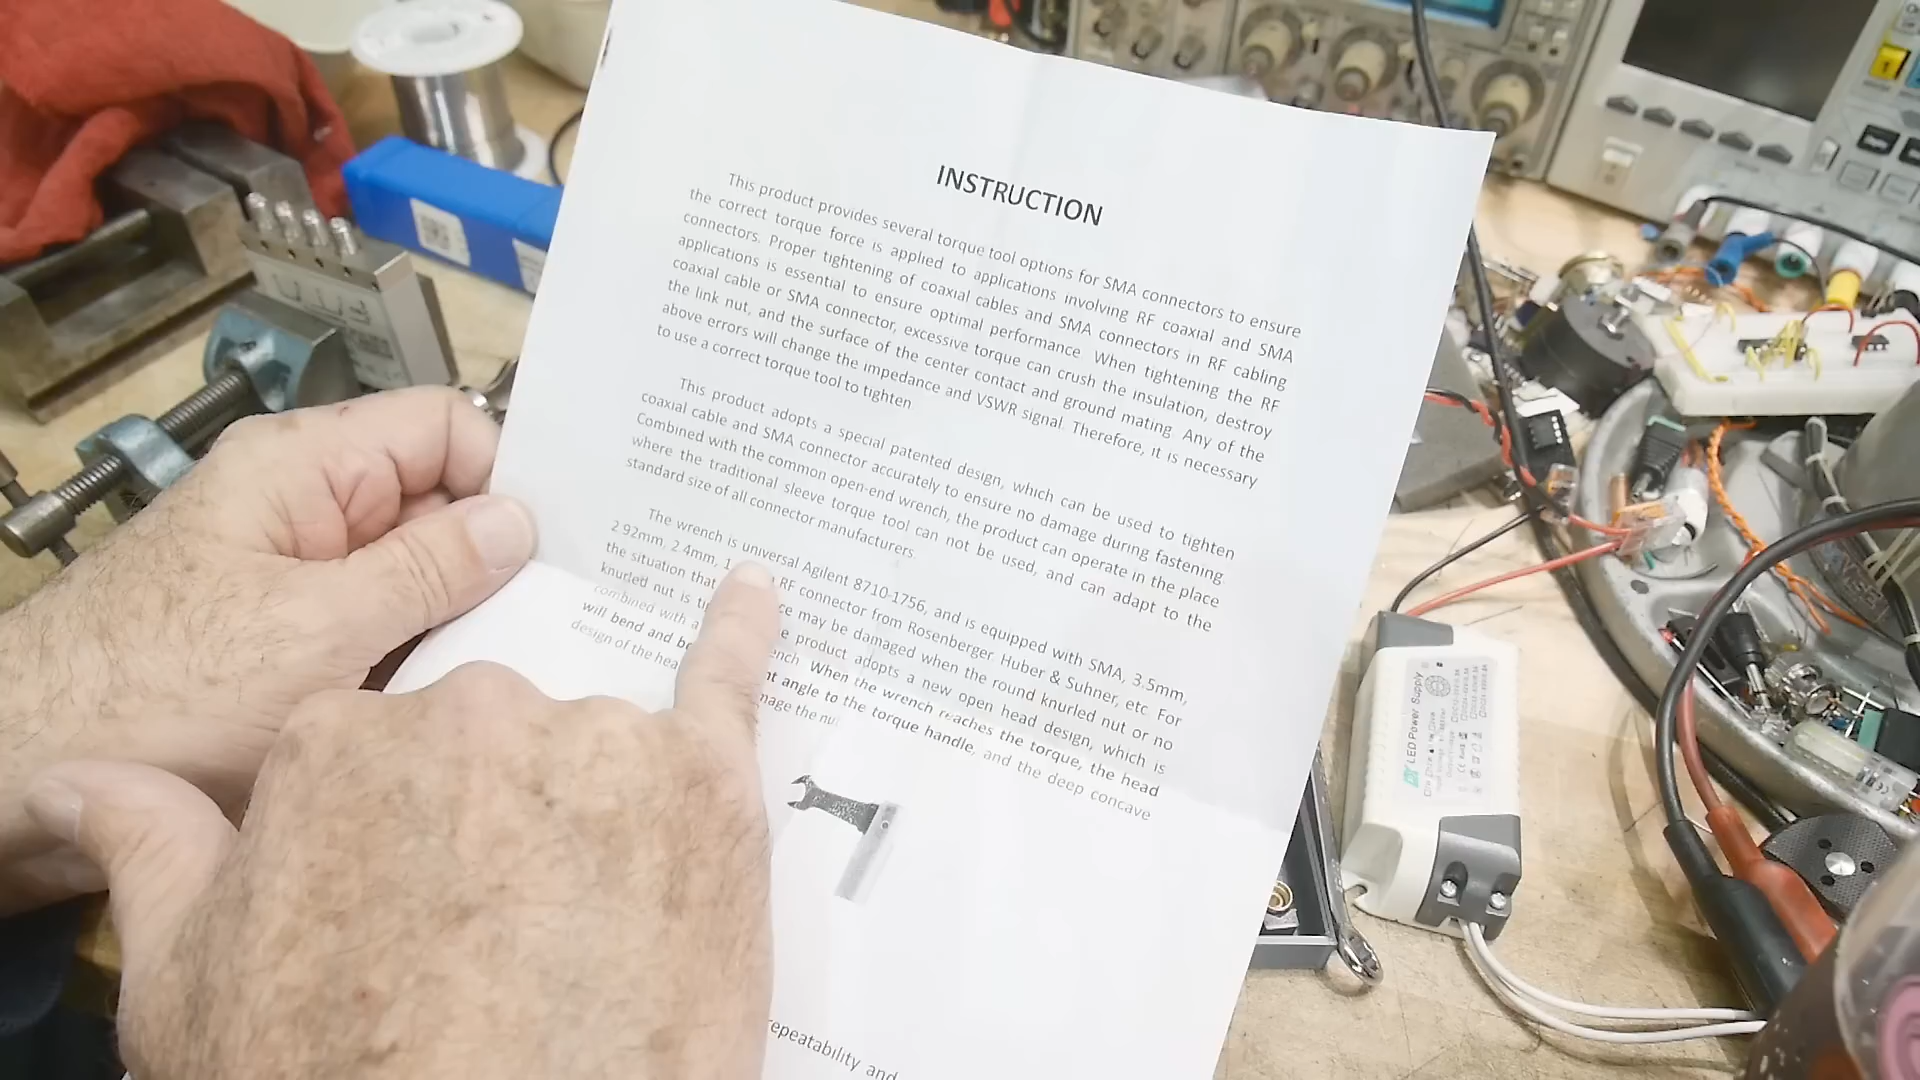 INSTRUCTION
This product provides several torque tool options for SMA connectors to ensure
the correct torque force is applied to applications involving RF coaxial and SMA
connectors. Proper tightening of coaxial cables and SMA connectors in RF cabling
applications is essential to ensure optimal performance. When tightening the RF
coaxial cable or SMA connector, excessive torque can crush the insulation, destroy
the link nut, and the surface of the center contact and ground mating. Any of the
above errors will change the impedance and VSWR signal. Therefore, it is necessary
to use a correct torque tool to tighten.
This product adopts a special patented design, which can be used to tighten
coaxial cable and SMA connector accurately to ensure no damage during fastening.
Combined with the common open-end wrench, the product can operate in the place
where the traditional sleeve torque tool can not be used, and can adapt to the
standard size of all connector manufacturers.
The wrench is universal Agilent 8710-1756, and is equipped with SMA, 3.5mm,
2.92mm, 2.4mm, RF connector from Rosenberger Huber & Suhner, etc. For
the situation that may be damaged when the round knurled nut or no
knurled nut is product adopts a new open head design, which is
combined with a When the wrench reaches the torque, the head
will bend and angle to the torque handle, and the deep concave
design of the the
repeatability and
LED Power Supply